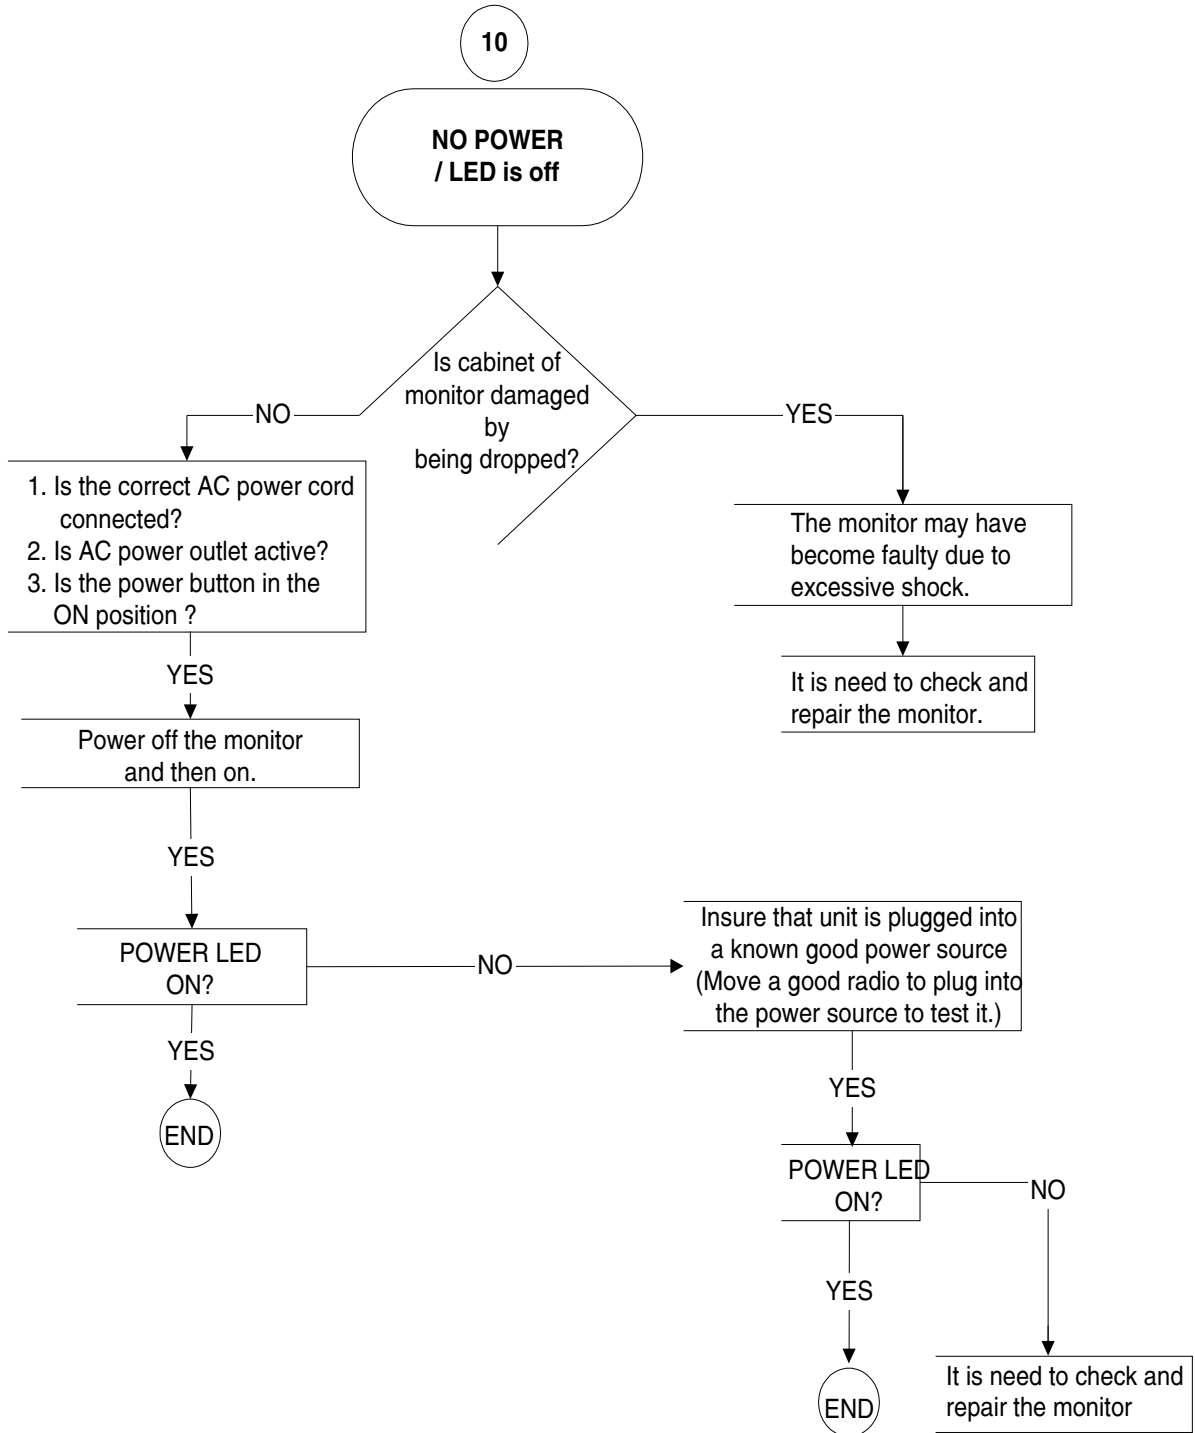 10
NO POWER
/ LED is off
Is cabinet of
monitor damaged
by
being dropped?
NO
YES
1. Is the correct AC power cord
connected?
2. Is AC power outlet active?
3. Is the power button in the
ON position ?
The monitor may have
become faulty due to
excessive shock.
YES
It is need to check and
repair the monitor.
Power off the monitor
and then on.
YES
POWER LED
ON?
NO
Insure that unit is plugged into
a known good power source
(Move a good radio to plug into
the power source to test it.)
YES
END
YES
POWER LED
ON?
NO
YES
END
It is need to check and
repair the monitor